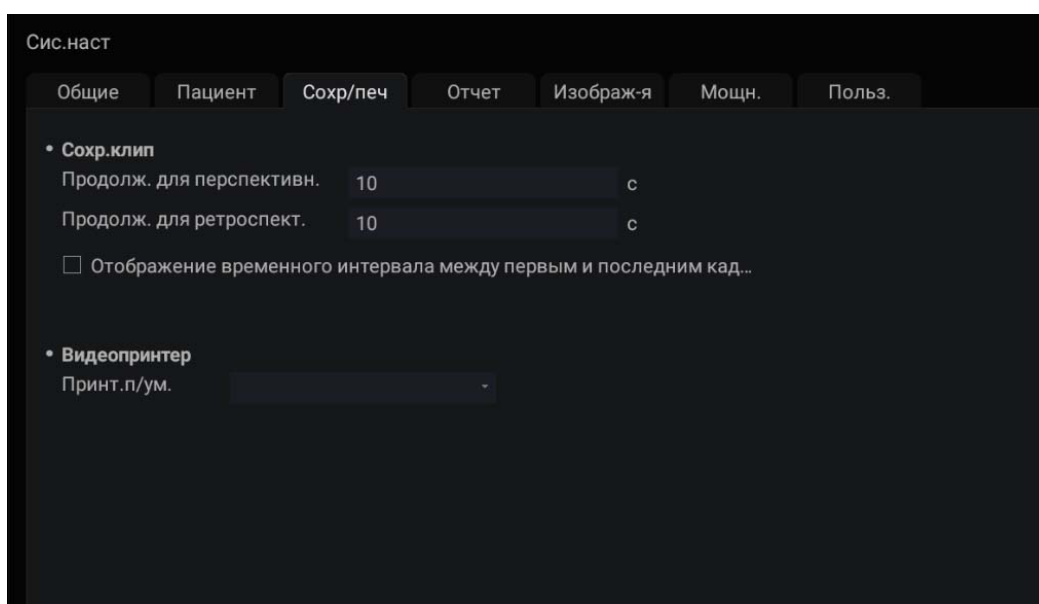 Сис.наст
Общие Пациент Сохр/печ Отчет Изображ-я Мощн. Польз.
• Сохр.клип
Продолж. для перспективн. 10 с
Продолж. для ретроспект. 10 с
Отображение временного интервала между первым и последним кад...
• Видеопринтер
Принт.п/ум.